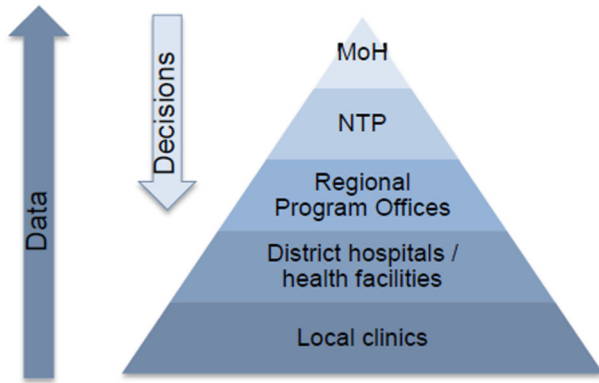 Data
Decisions
MoH
NTP
Regional
Program Offices
District hospitals /
health facilities
Local clinics